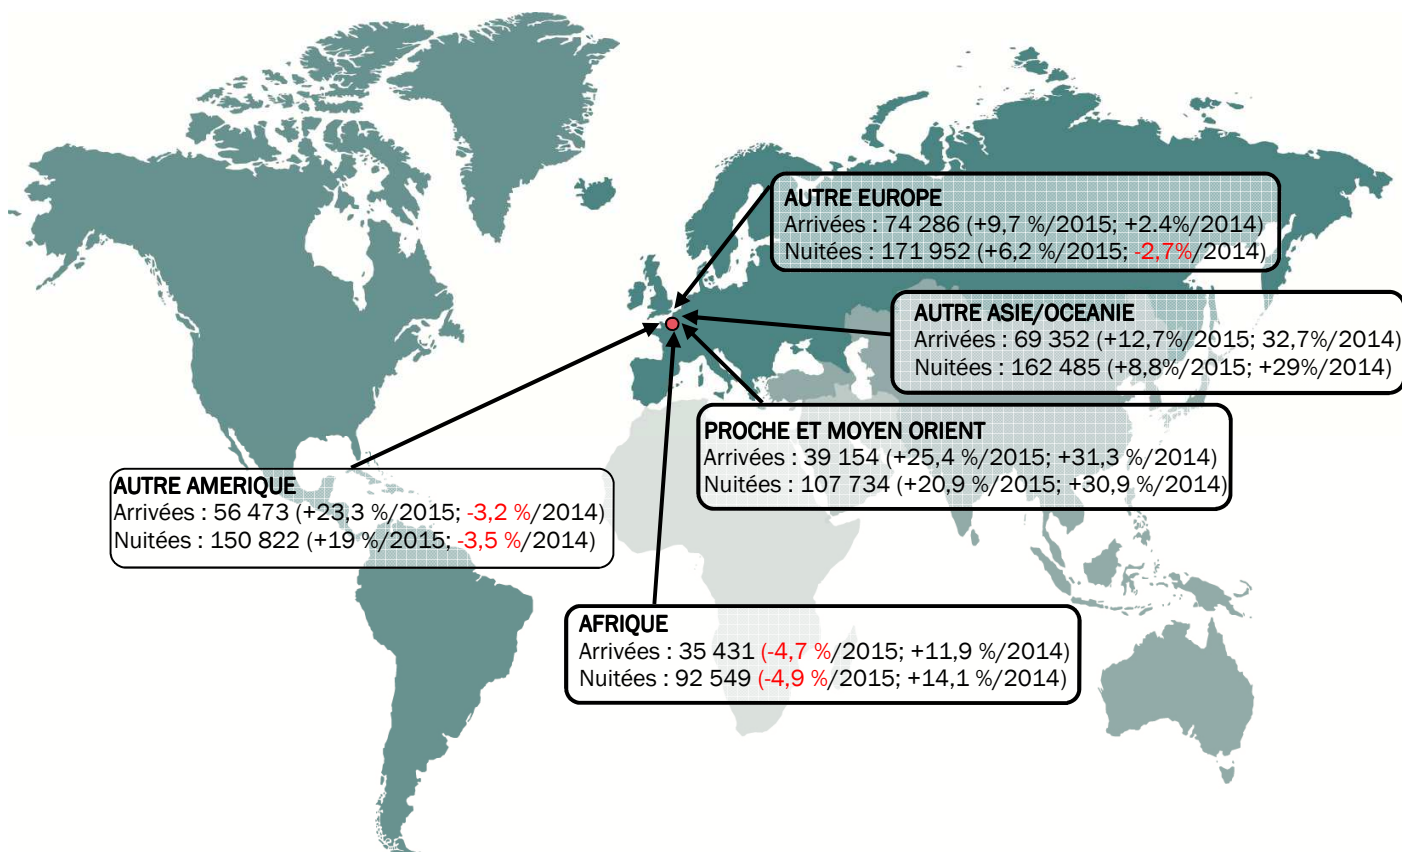 AUTRE EUROPE
Arrivées : 74 286 (+9,7 %/2015; +2.4%/2014)
Nuitées : 171 952 (+6,2 %/2015; -2,7%/2014)
AUTRE ASIE/OCEANIE
Arrivées : 69 352 (+12,7%/2015; 32,7%/2014)
Nuitées : 162 485 (+8,8%/2015; +29%/2014)
PROCHE ET MOYEN ORIENT
Arrivées : 39 154 (+25,4 %/2015; +31,3 %/2014)
Nuitées : 107 734 (+20,9 %/2015; +30,9 %/2014)
AUTRE AMERIQUE
Arrivées : 56 473 (+23,3 %/2015; -3,2 %/2014)
Nuitées : 150 822 (+19 %/2015; -3,5 %/2014)
AFRIQUE
Arrivées : 35 431 (-4,7 %/2015; +11,9 %/2014)
Nuitées : 92 549 (-4,9 %/2015; +14,1 %/2014)